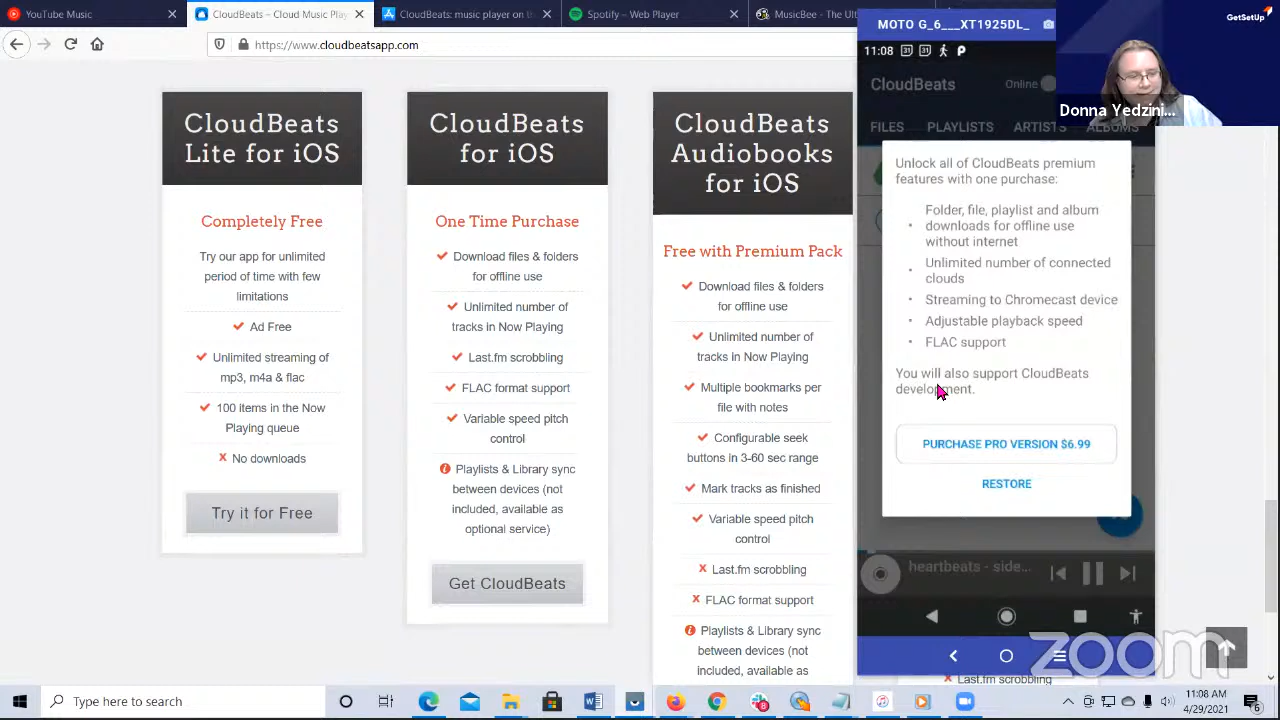 YouTube Music
CloudBeats – Cloud Music Player
CloudBeats: music player on th
Spotify – Web Player
MusicBee - The Ult
https://www.cloudbeatsapp.com
CloudBeats
Lite for iOS
Completely Free
Try our app for unlimited
period of time with few
limitations
Ad Free
Unlimited streaming of
mp3, m4a & flac
100 items in the Now
Playing queue
No downloads
Try it for Free
CloudBeats
for iOS
One Time Purchase
Download files & folders
for offline use
Unlimited number of
tracks in Now Playing
Last.fm scrobbling
FLAC format support
Variable speed pitch
control
Playlists & Library sync
between devices (not
included, available as
optional service)
Get CloudBeats
CloudBeats
Audiobooks
for iOS
Free with Premium Pack
Download files & folders
for offline use
Unlimited number of
tracks in Now Playing
Multiple bookmarks per
file with notes
Configurable seek
buttons in 3-60 sec range
Mark tracks as finished
Variable speed pitch
control
Last.fm scrobbling
FLAC format support
Playlists & Library sync
between devices (not
included, available as
Last.fm scrobbling
MOTO G_6___XT1925DL_
11:08
31
31
CloudBeats
Online
FILES PLAYLISTS ARTISTS ALBUMS
Unlock all of CloudBeats premium
features with one purchase:
• Folder, file, playlist and album
downloads for offline use
without internet
• Unlimited number of connected
clouds
• Streaming to Chromecast device
• Adjustable playback speed
• FLAC support
You will also support CloudBeats
development.
PURCHASE PRO VERSION $6.99
RESTORE
heartbeats - side...
GetSetUp
Donna Yedzini...
zoom
Type here to search
11:08 AM
4/29/2021
6